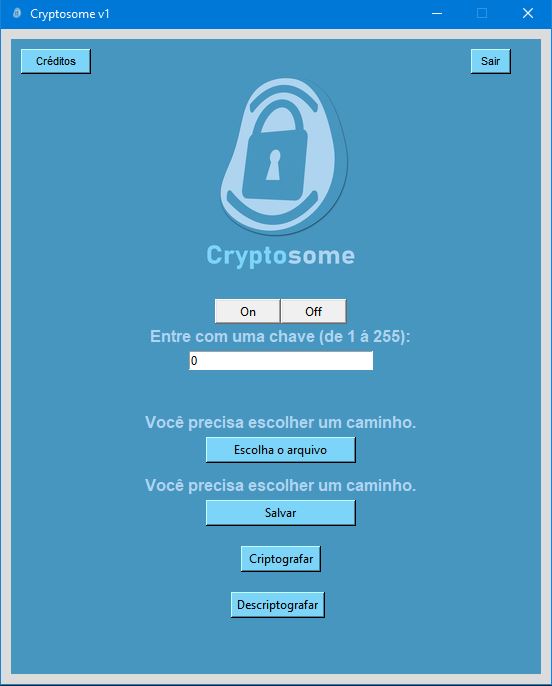 Cryptosome v1
Créditos
Sair
Cryptosome
On
Off
Entre com uma chave (de 1 á 255):
0
Você precisa escolher um caminho.
Escolha o arquivo
Você precisa escolher um caminho.
Salvar
Criptografar
Descriptografar